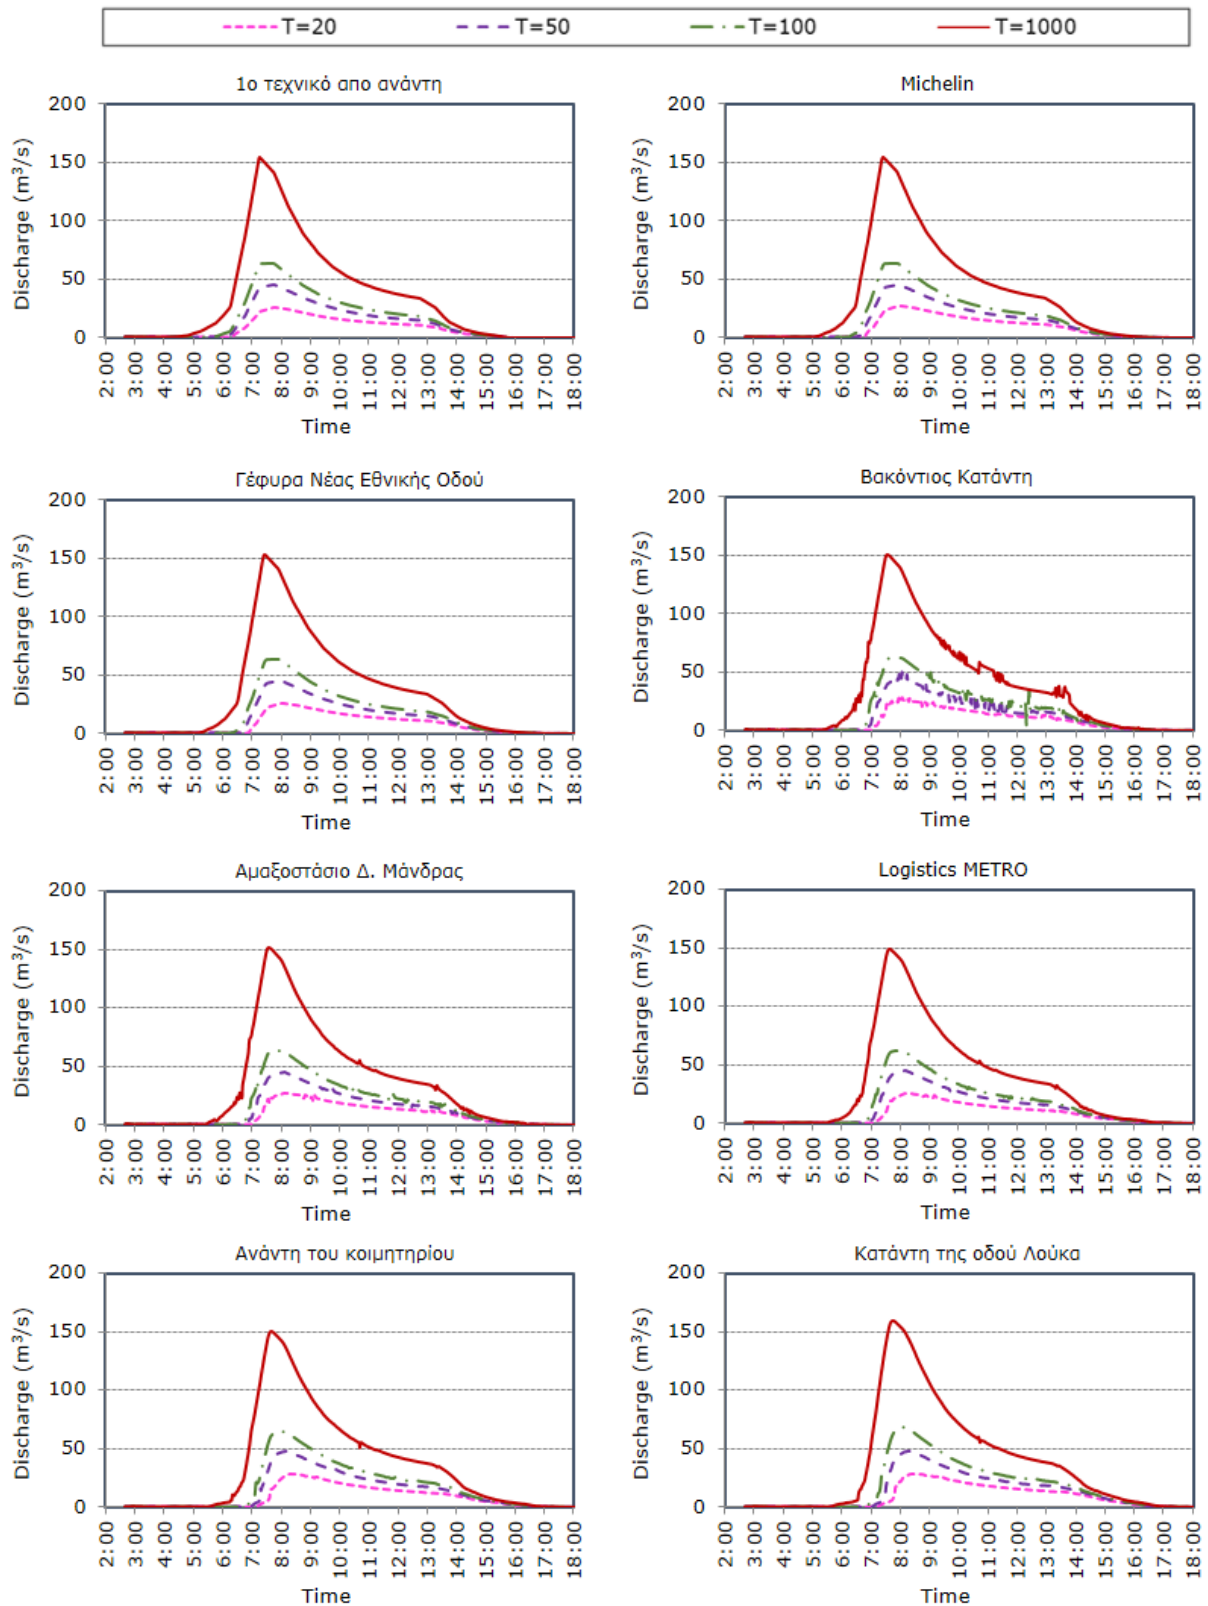 T=20 T=50 T=100 T=1000
1ο τεχνικό απο ανάντη
Discharge (m³/s)
200
150
100
50
0
2:00 3:00 4:00 5:00 6:00 7:00 8:00 9:00 10:00 11:00 12:00 13:00 14:00 15:00 16:00 17:00 18:00
Time
Michelin
Discharge (m³/s)
200
150
100
50
0
2:00 3:00 4:00 5:00 6:00 7:00 8:00 9:00 10:00 11:00 12:00 13:00 14:00 15:00 16:00 17:00 18:00
Time
Γέφυρα Νέας Εθνικής Οδού
Discharge (m³/s)
200
150
100
50
0
2:00 3:00 4:00 5:00 6:00 7:00 8:00 9:00 10:00 11:00 12:00 13:00 14:00 15:00 16:00 17:00 18:00
Time
Βακόντιος Κατάντη
Discharge (m³/s)
200
150
100
50
0
2:00 3:00 4:00 5:00 6:00 7:00 8:00 9:00 10:00 11:00 12:00 13:00 14:00 15:00 16:00 17:00 18:00
Time
Αμαξοστάσιο Δ. Μάνδρας
Discharge (m³/s)
200
150
100
50
0
2:00 3:00 4:00 5:00 6:00 7:00 8:00 9:00 10:00 11:00 12:00 13:00 14:00 15:00 16:00 17:00 18:00
Time
Logistics METRO
Discharge (m³/s)
200
150
100
50
0
2:00 3:00 4:00 5:00 6:00 7:00 8:00 9:00 10:00 11:00 12:00 13:00 14:00 15:00 16:00 17:00 18:00
Time
Ανάντη του κοιμητηρίου
Discharge (m³/s)
200
150
100
50
0
2:00 3:00 4:00 5:00 6:00 7:00 8:00 9:00 10:00 11:00 12:00 13:00 14:00 15:00 16:00 17:00 18:00
Time
Κατάντη της οδού Λούκα
Discharge (m³/s)
200
150
100
50
0
2:00 3:00 4:00 5:00 6:00 7:00 8:00 9:00 10:00 11:00 12:00 13:00 14:00 15:00 16:00 17:00 18:00
Time